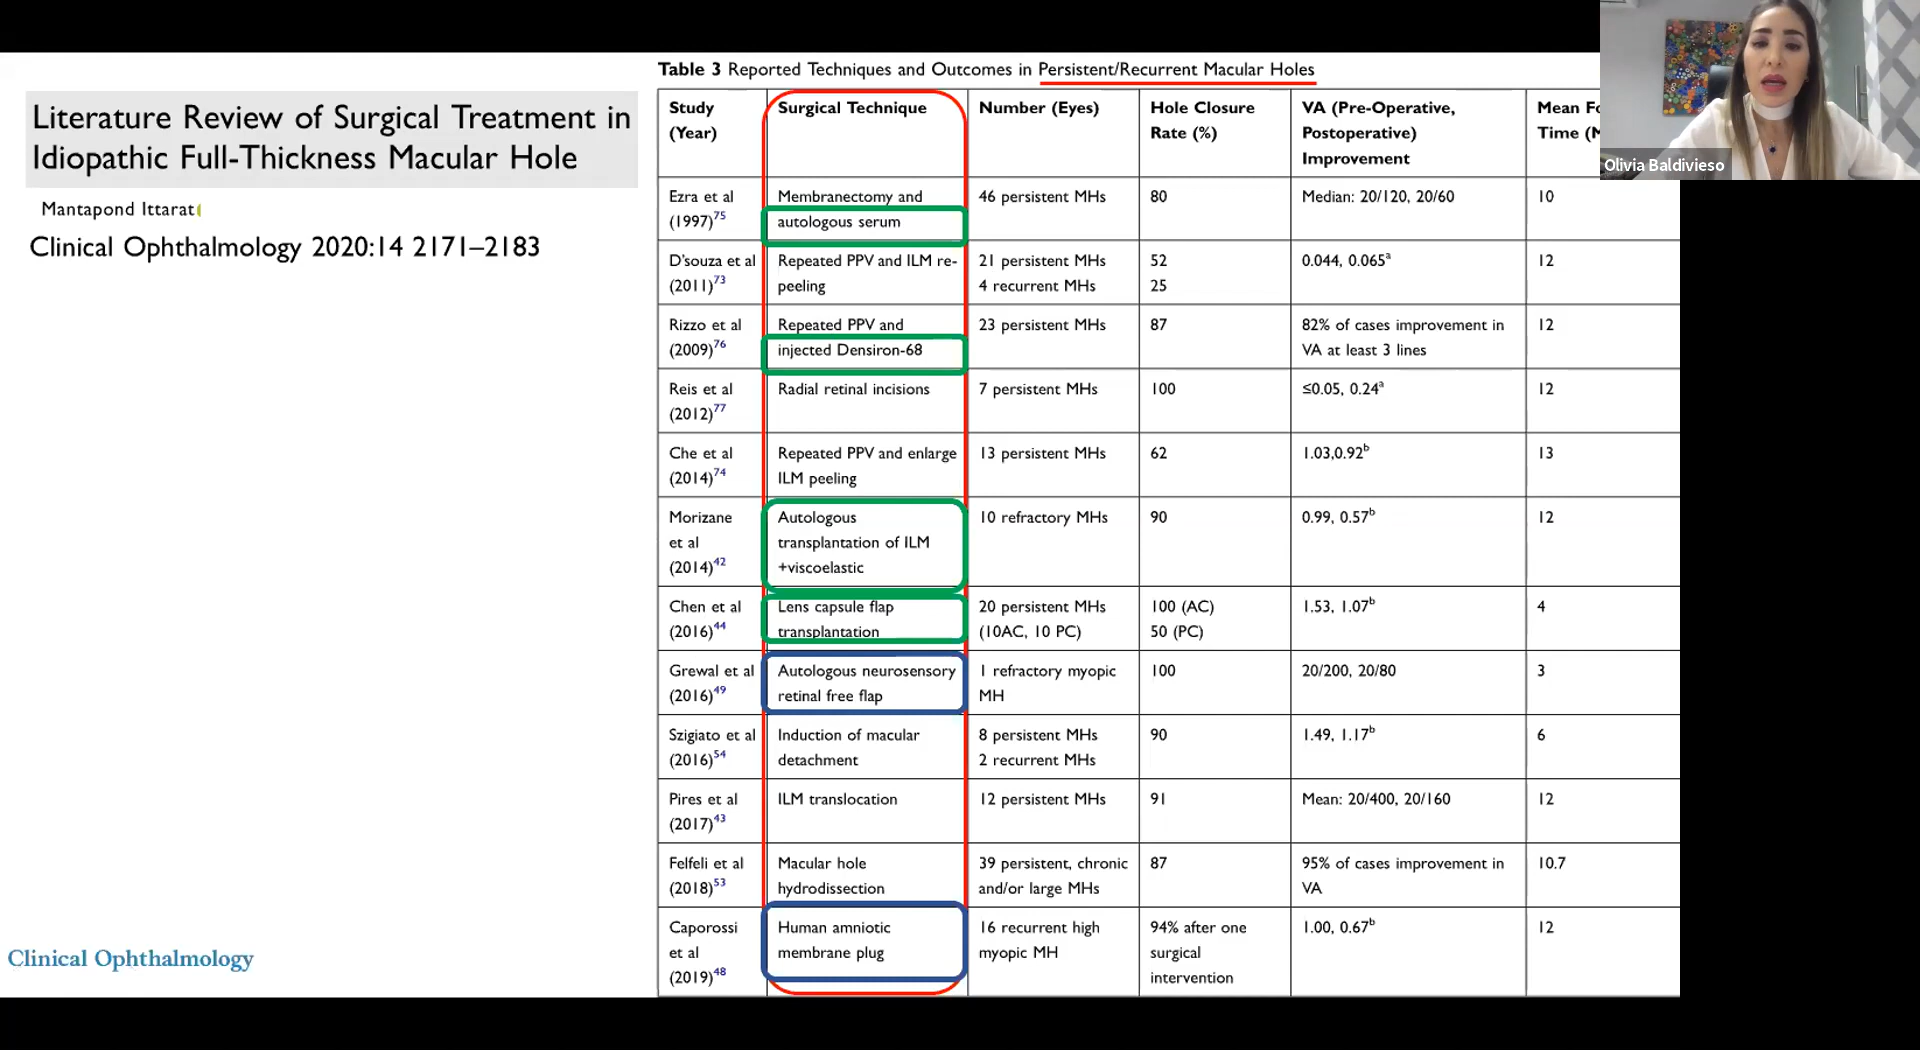 Literature Review of Surgical Treatment in
Idiopathic Full-Thickness Macular Hole
Mantapond Ittarat
Clinical Ophthalmology 2020:14 2171–2183
Clinical Ophthalmology
Table 3 Reported Techniques and Outcomes in Persistent/Recurrent Macular Holes
Study (Year) Surgical Technique Number (Eyes) Hole Closure Rate (%) VA (Pre-Operative, Postoperative) Improvement Mean
Ezra et al (1997)75 Membranectomy and autologous serum 46 persistent MHs 80 Median: 20/120, 20/60 10
D'souza et al (2011)73 Repeated PPV and ILM re-peeling 21 persistent MHs 4 recurrent MHs 52 25 0.044, 0.065a 12
Rizzo et al (2009)76 Repeated PPV and injected Densiron-68 23 persistent MHs 87 82% of cases improvement in VA at least 3 lines 12
Reis et al (2012)77 Radial retinal incisions 7 persistent MHs 100 ≤0.05, 0.24a 12
Che et al (2014)74 Repeated PPV and enlarge ILM peeling 13 persistent MHs 62 1.03,0.92b 13
Morizane et al (2014)42 Autologous transplantation of ILM +viscoelastic 10 refractory MHs 90 0.99, 0.57b 12
Chen et al (2016)44 Lens capsule flap transplantation 20 persistent MHs (10AC, 10 PC) 100 (AC) 50 (PC) 1.53, 1.07b 4
Grewal et al (2016)49 Autologous neurosensory retinal free flap 1 refractory myopic MH 100 20/200, 20/80 3
Szigiato et al (2016)54 Induction of macular detachment 8 persistent MHs 2 recurrent MHs 90 1.49, 1.17b 6
Pires et al (2017)43 ILM translocation 12 persistent MHs 91 Mean: 20/400, 20/160 12
Felfeli et al (2018)53 Macular hole hydrodissection 39 persistent, chronic and/or large MHs 87 95% of cases improvement in VA 10.7
Caporossi et al (2019)48 Human amniotic membrane plug 16 recurrent high myopic MH 94% after one surgical intervention 1.00, 0.67b 12
Olivia Baldivieso